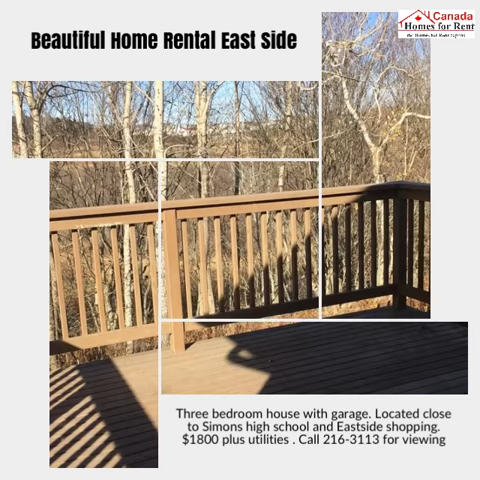 Beautiful Home Rental East Side
Canada
Homes for Rent
Three bedroom house with garage. Located close
to Simons high school and Eastside shopping.
$1800 plus utilities . Call 216-3113 for viewing